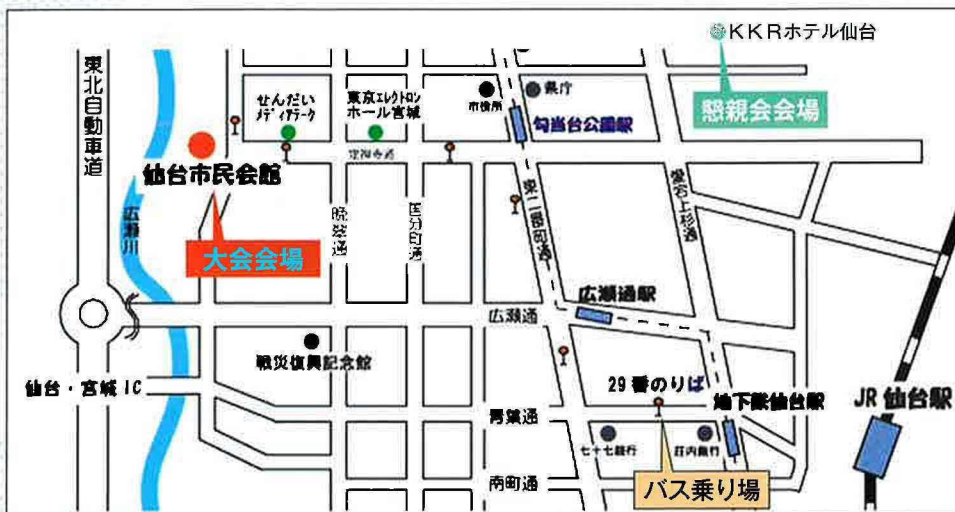 KKRホテル仙台
懇親会会場
東北自動車道
せんだい
メディアテーク
東京エレクトロン
ホール宮城
市役所
県庁
勾当台公園駅
定禅寺通
仙台市民会館
大会会場
広瀬川
晩翠通
国分町通
東二番町通
愛宕上杉通
広瀬通駅
広瀬通
戦災復興記念館
仙台・宮城 IC
29番のりば
地下鉄仙台駅
JR 仙台駅
青葉通
七十七銀行
荘内銀行
南町通
バス乗り場